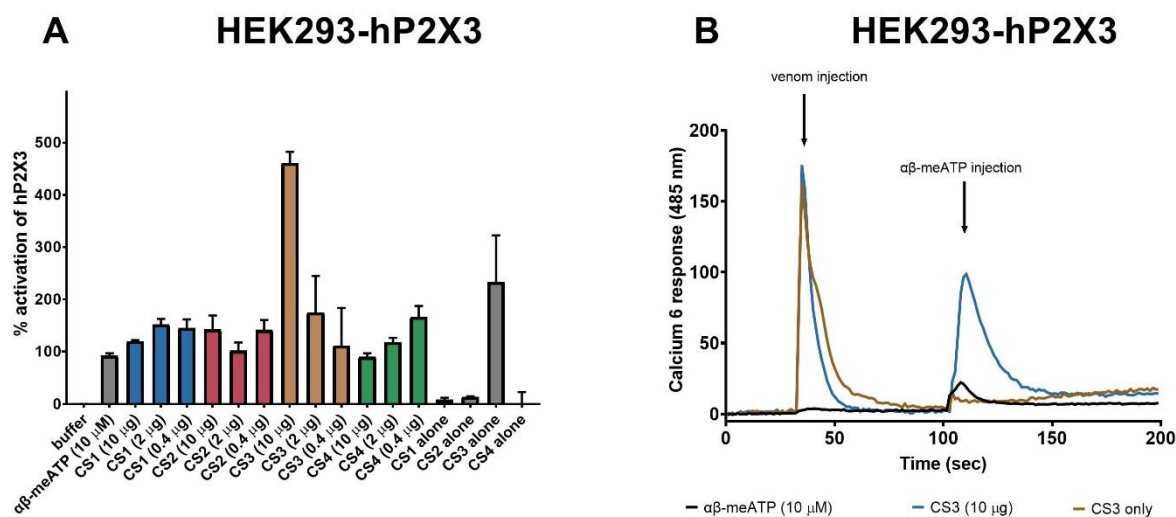 A
HEK293-hP2X3
% activation of hP2X3
500
400
300
200
100
0
buffer
αβ-meATP (10 μM)
CS1 (10 μg)
CS1 (2 μg)
CS1 (0.4 μg)
CS2 (10 μg)
CS2 (2 μg)
CS2 (0.4 μg)
CS3 (10 μg)
CS3 (2 μg)
CS3 (0.4 μg)
CS4 (10 μg)
CS4 (2 μg)
CS4 (0.4 μg)
CS1 alone
CS2 alone
CS3 alone
CS4 alone
B
HEK293-hP2X3
venom injection
αβ-meATP injection
Calcium 6 response (485 nm)
200
150
100
50
0
0 50 100 150 200
Time (sec)
αβ-meATP (10 μM) CS3 (10 μg) CS3 only